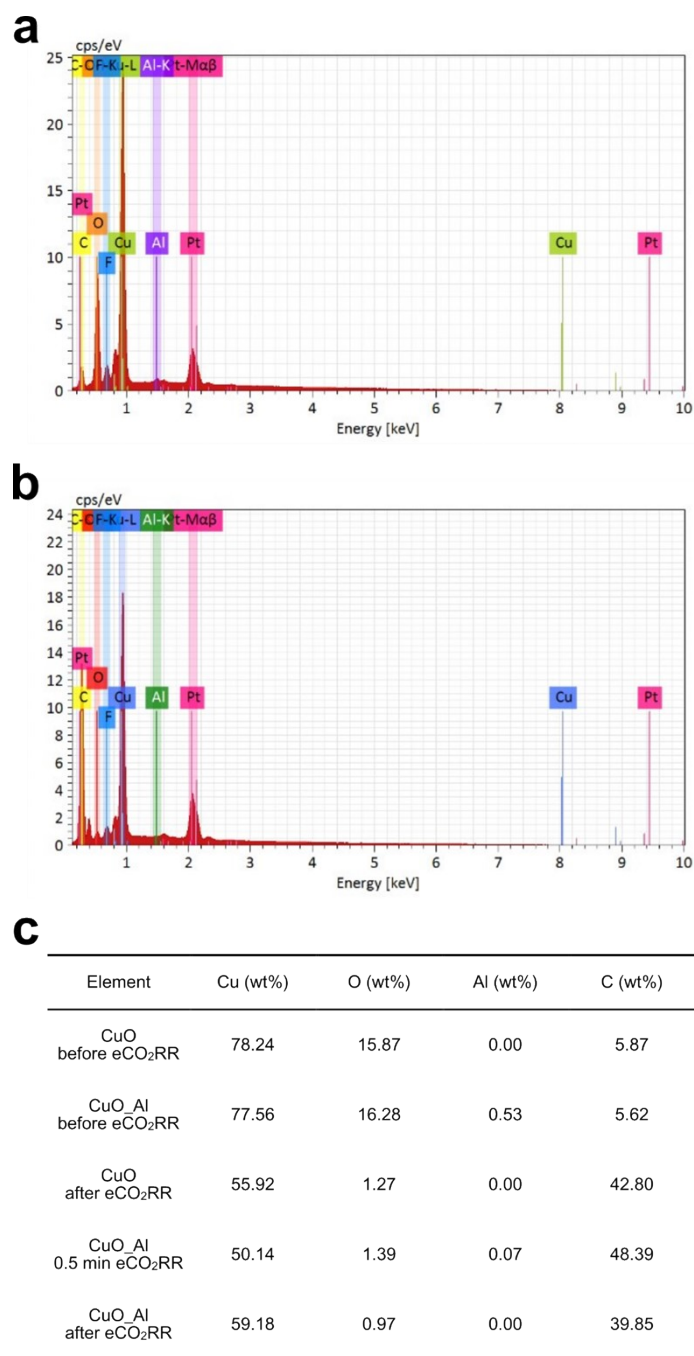 a
cps/eV
25
C-O F-Ku-L Al-K t-Mαβ
20
15
Pt
O
10
C Cu Al Pt Cu Pt
F
5
0
1 2 3 4 5 6 7 8 9 10
Energy [keV]
b
cps/eV
24
C-O F-Ku-L Al-K t-Mαβ
22
20
18
16
14
Pt
12
O
C Cu Al Pt Cu Pt
10
F
8
6
4
2
0
1 2 3 4 5 6 7 8 9 10
Energy [keV]
c
Element Cu (wt%) O (wt%) Al (wt%) C (wt%)
CuO
before eCO₂RR 78.24 15.87 0.00 5.87
CuO_Al
before eCO₂RR 77.56 16.28 0.53 5.62
CuO
after eCO₂RR 55.92 1.27 0.00 42.80
CuO_Al
0.5 min eCO₂RR 50.14 1.39 0.07 48.39
CuO_Al
after eCO₂RR 59.18 0.97 0.00 39.85